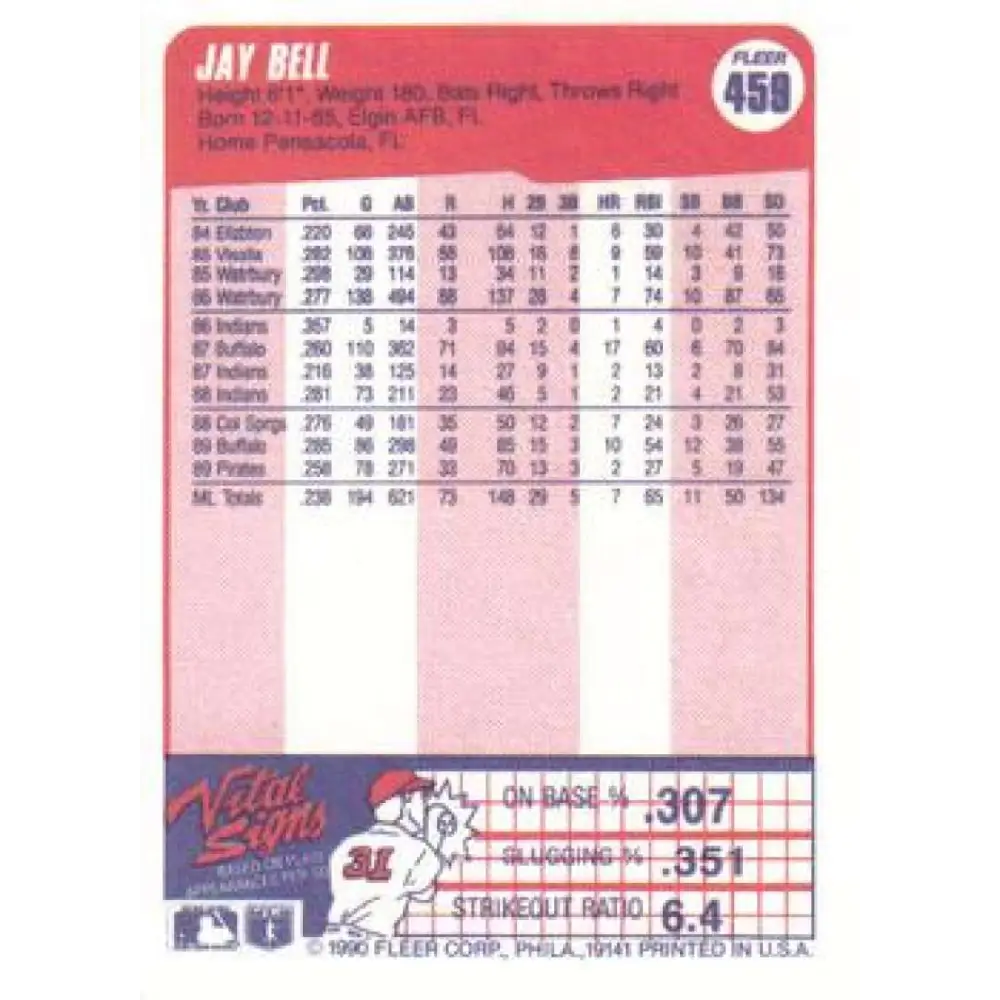 JAY BELL
FLEER
459
Height 6'1", Weight 180, Bats Right, Throws Right
Born 12-11-65, Elgin AFB, FL
Home Pensacola, FL
Yr. Club Pct. G AB R H 2B 3B HR RBI SB BB SO
84 Elizbton .220 66 245 43 54 12 1 6 30 4 42 50
85 Visalia .282 106 376 56 106 16 6 9 59 10 41 73
85 Watrbury .298 29 114 13 34 11 2 1 14 3 9 16
86 Watrbury .277 138 494 86 137 28 4 7 74 10 87 65
86 Indians .357 5 14 3 5 2 0 1 4 0 2 3
87 Buffalo .260 110 362 71 94 15 4 17 60 6 70 84
87 Indians .216 38 125 14 27 9 1 2 13 2 8 31
88 Indians .281 73 211 23 46 5 1 2 21 4 21 53
88 Col Sprgs .276 49 181 35 50 12 2 7 24 3 26 27
89 Buffalo .285 86 298 49 85 15 3 10 54 12 38 55
89 Pirates .258 78 271 33 70 13 3 2 27 5 19 47
ML Totals .238 194 621 73 148 29 5 7 65 11 50 134
Vital Signs
BASED ON PLATE
APPEARANCES PER SO
31
ON BASE % .307
SLUGGING % .351
STRIKEOUT RATIO 6.4
© 1990 FLEER CORP., PHILA., 19141 PRINTED IN U.S.A.